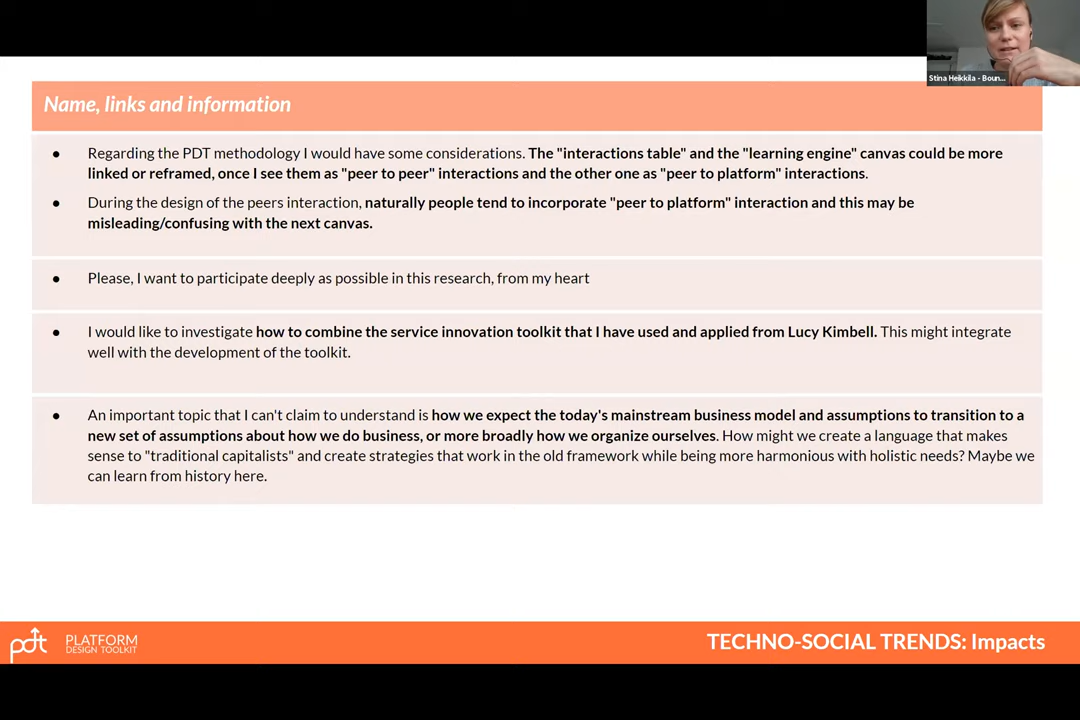 Stina Heikkila - Boun...
Name, links and information
● Regarding the PDT methodology I would have some considerations. The "interactions table" and the "learning engine" canvas could be more
linked or reframed, once I see them as "peer to peer" interactions and the other one as "peer to platform" interactions.
● During the design of the peers interaction, naturally people tend to incorporate "peer to platform" interaction and this may be
misleading/confusing with the next canvas.
● Please, I want to participate deeply as possible in this research, from my heart
● I would like to investigate how to combine the service innovation toolkit that I have used and applied from Lucy Kimbell. This might integrate
well with the development of the toolkit.
● An important topic that I can't claim to understand is how we expect the today's mainstream business model and assumptions to transition to a
new set of assumptions about how we do business, or more broadly how we organize ourselves. How might we create a language that makes
sense to "traditional capitalists" and create strategies that work in the old framework while being more harmonious with holistic needs? Maybe we
can learn from history here.
pdt
PLATFORM
DESIGN TOOLKIT
TECHNO-SOCIAL TRENDS: Impacts